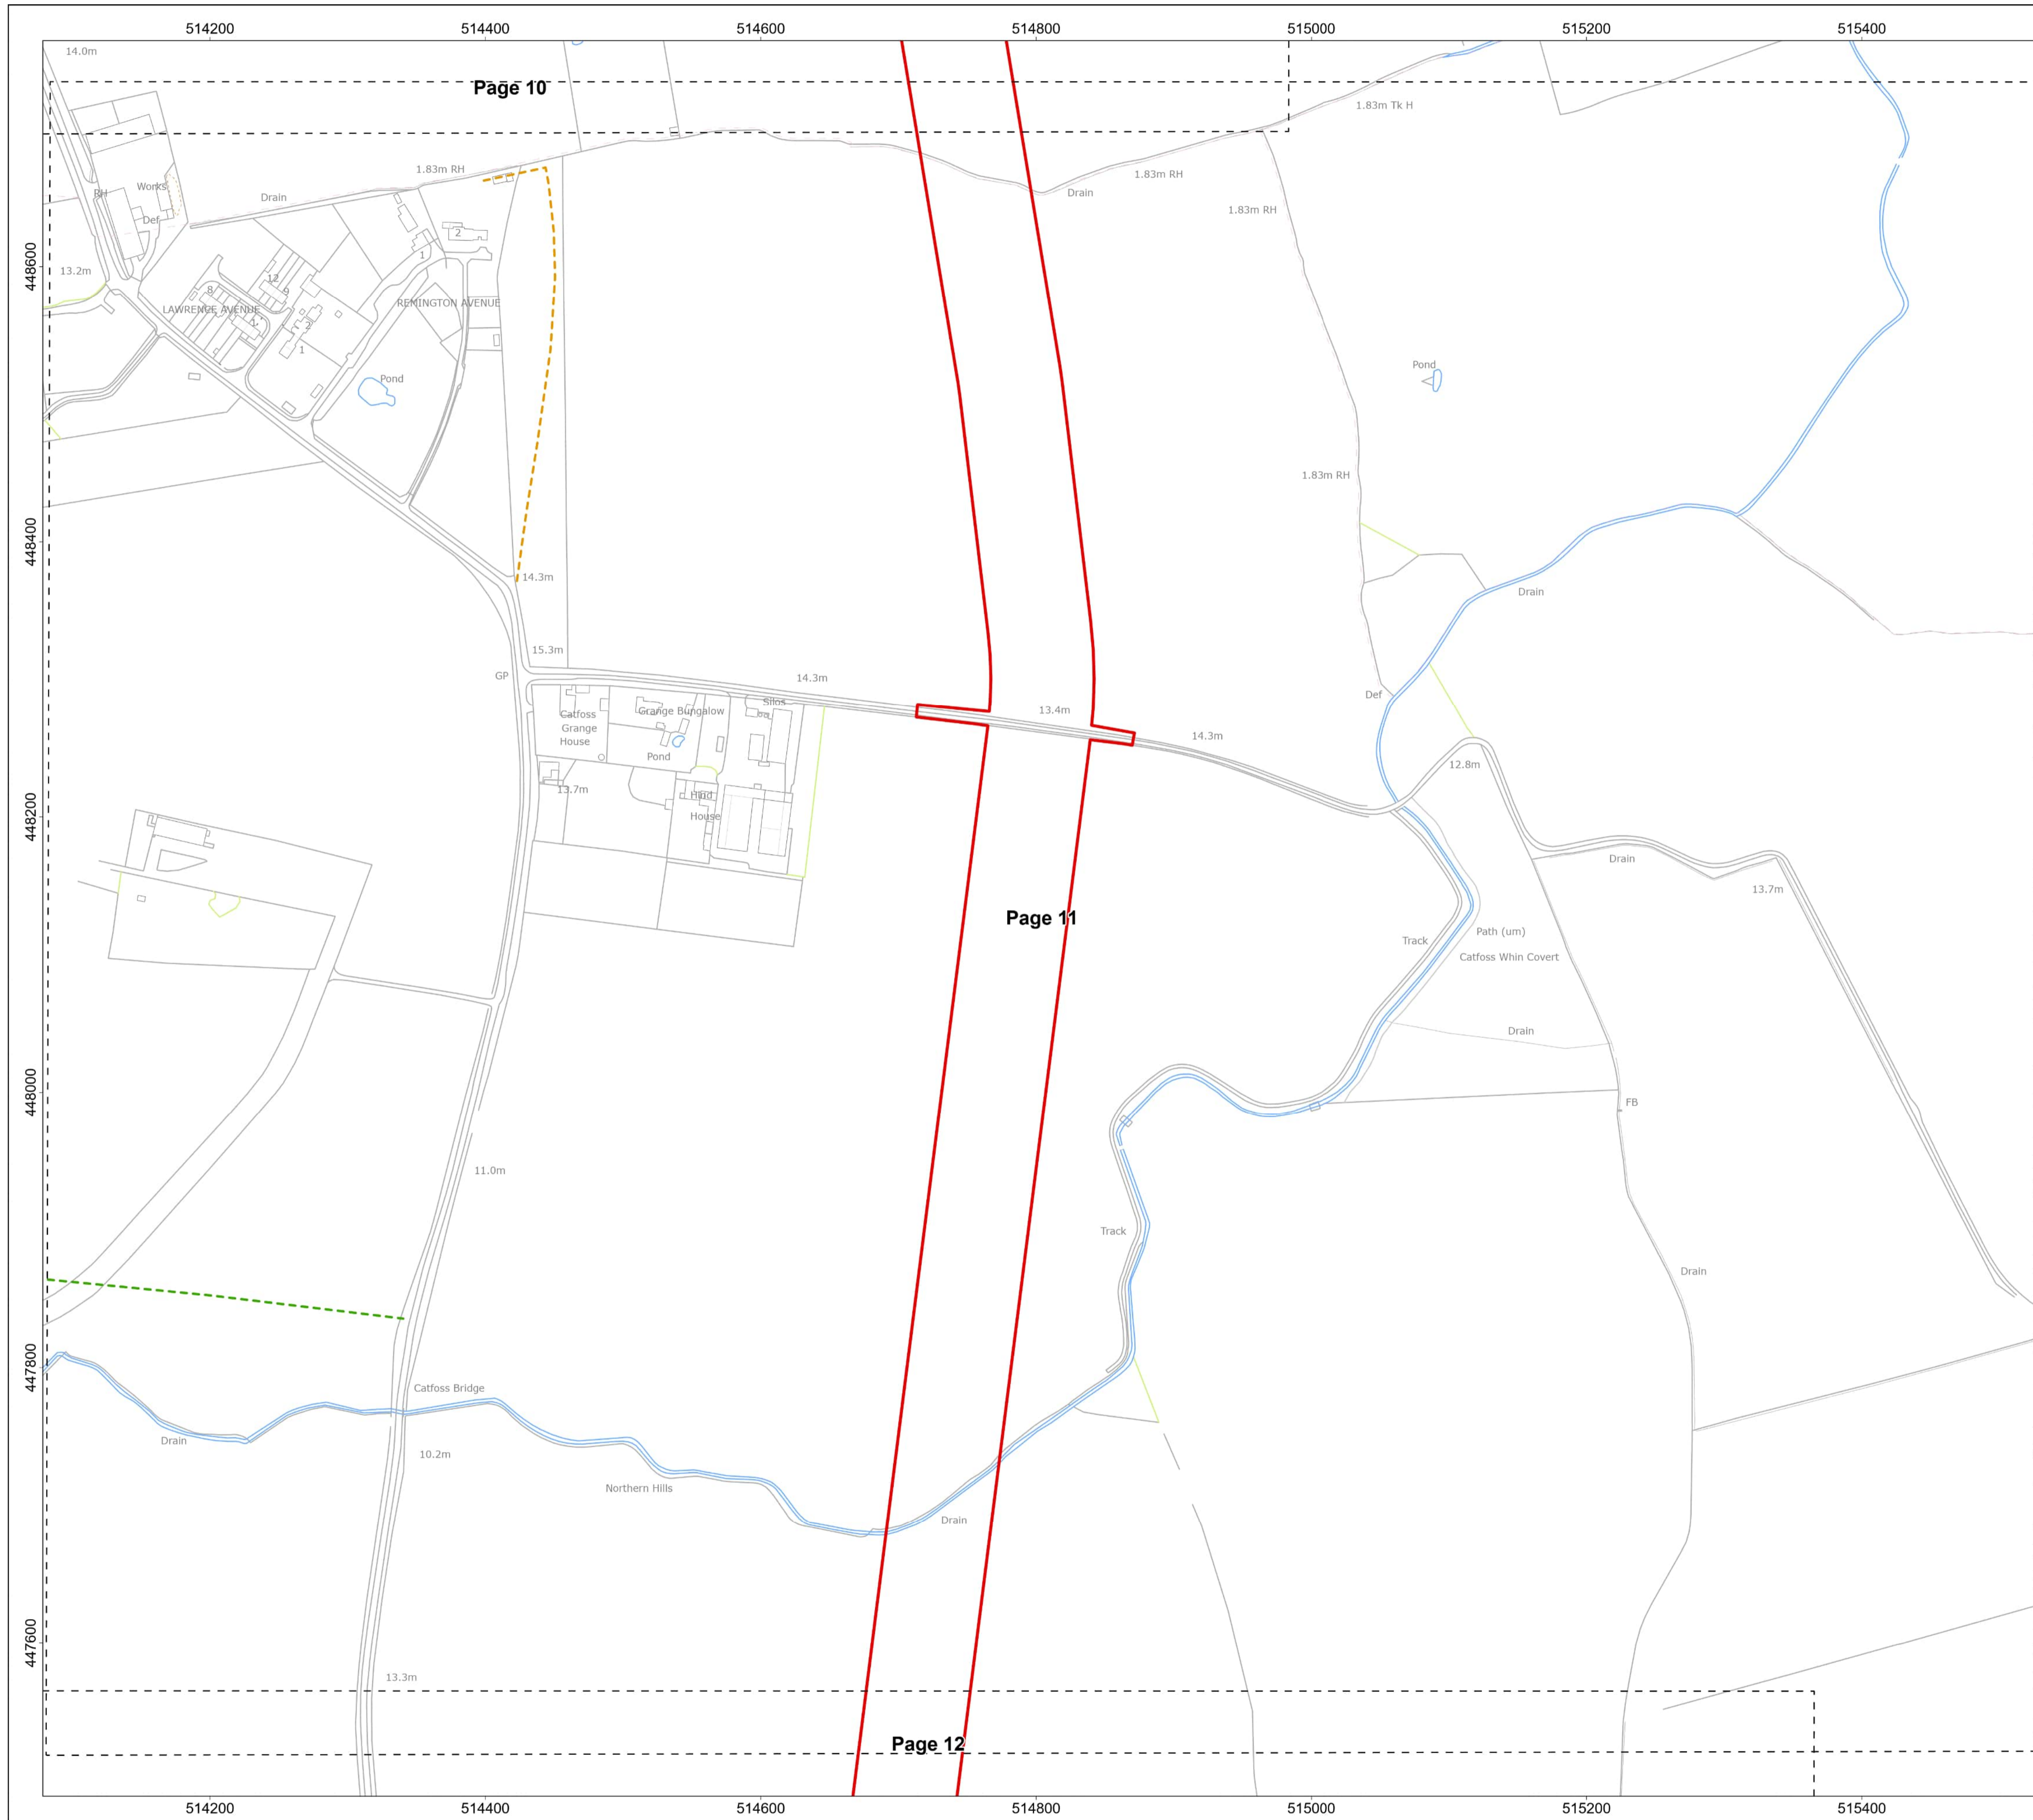 514200 514400 514600 514800 515000 515200 515400
14.0m
Page 10
1.83m Tk H
1.83m RH
1.83m RH
Drain
Works
RH
Drain
Def
1.83m RH
2
1
13.2m
12
9
8
REMINGTON AVENUE
LAWRENCE AVENUE
1
2
1
Pond
Pond
448600
1.83m RH
448400
14.3m
Drain
15.3m
GP
14.3m
Def
Silos
Grange Bungalow
13.4m
Catfoss
Grange
House
14.3m
Pond
12.8m
13.7m
Hind
House
448200
Drain
13.7m
Page 11
Path (um)
Track
Catfoss Whin Covert
Drain
448000
FB
11.0m
Track
Drain
447800
Catfoss Bridge
Drain
10.2m
Northern Hills
Drain
447600
13.3m
Page 12
514200 514400 514600 514800 515000 515200 515400